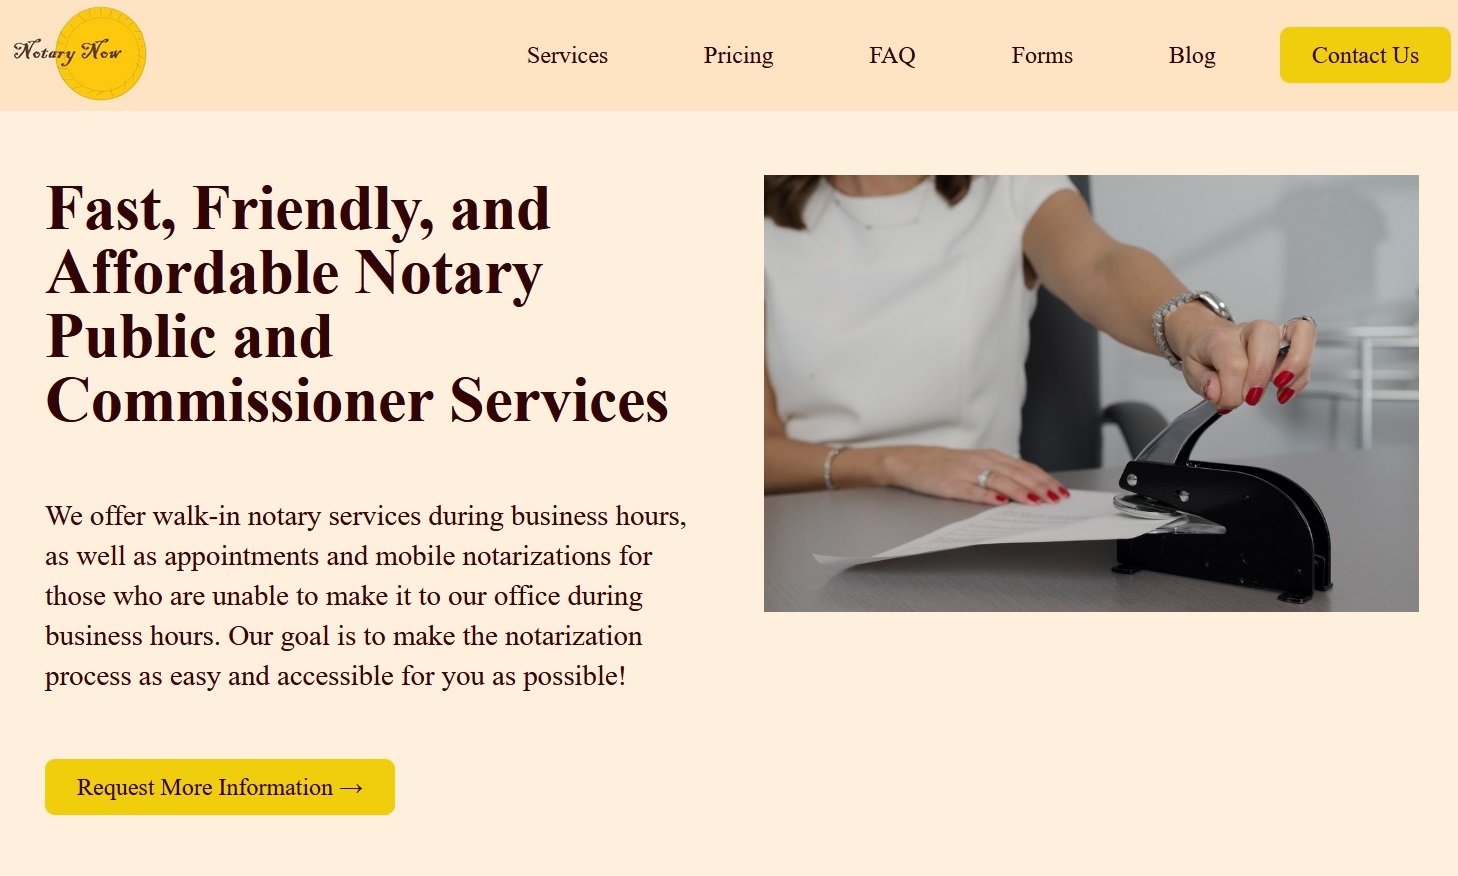 Notary Now
Services
Pricing
FAQ
Forms
Blog
Contact Us
Fast, Friendly, and
Affordable Notary
Public and
Commissioner Services
We offer walk-in notary services during business hours,
as well as appointments and mobile notarizations for
those who are unable to make it to our office during
business hours. Our goal is to make the notarization
process as easy and accessible for you as possible!
Request More Information →